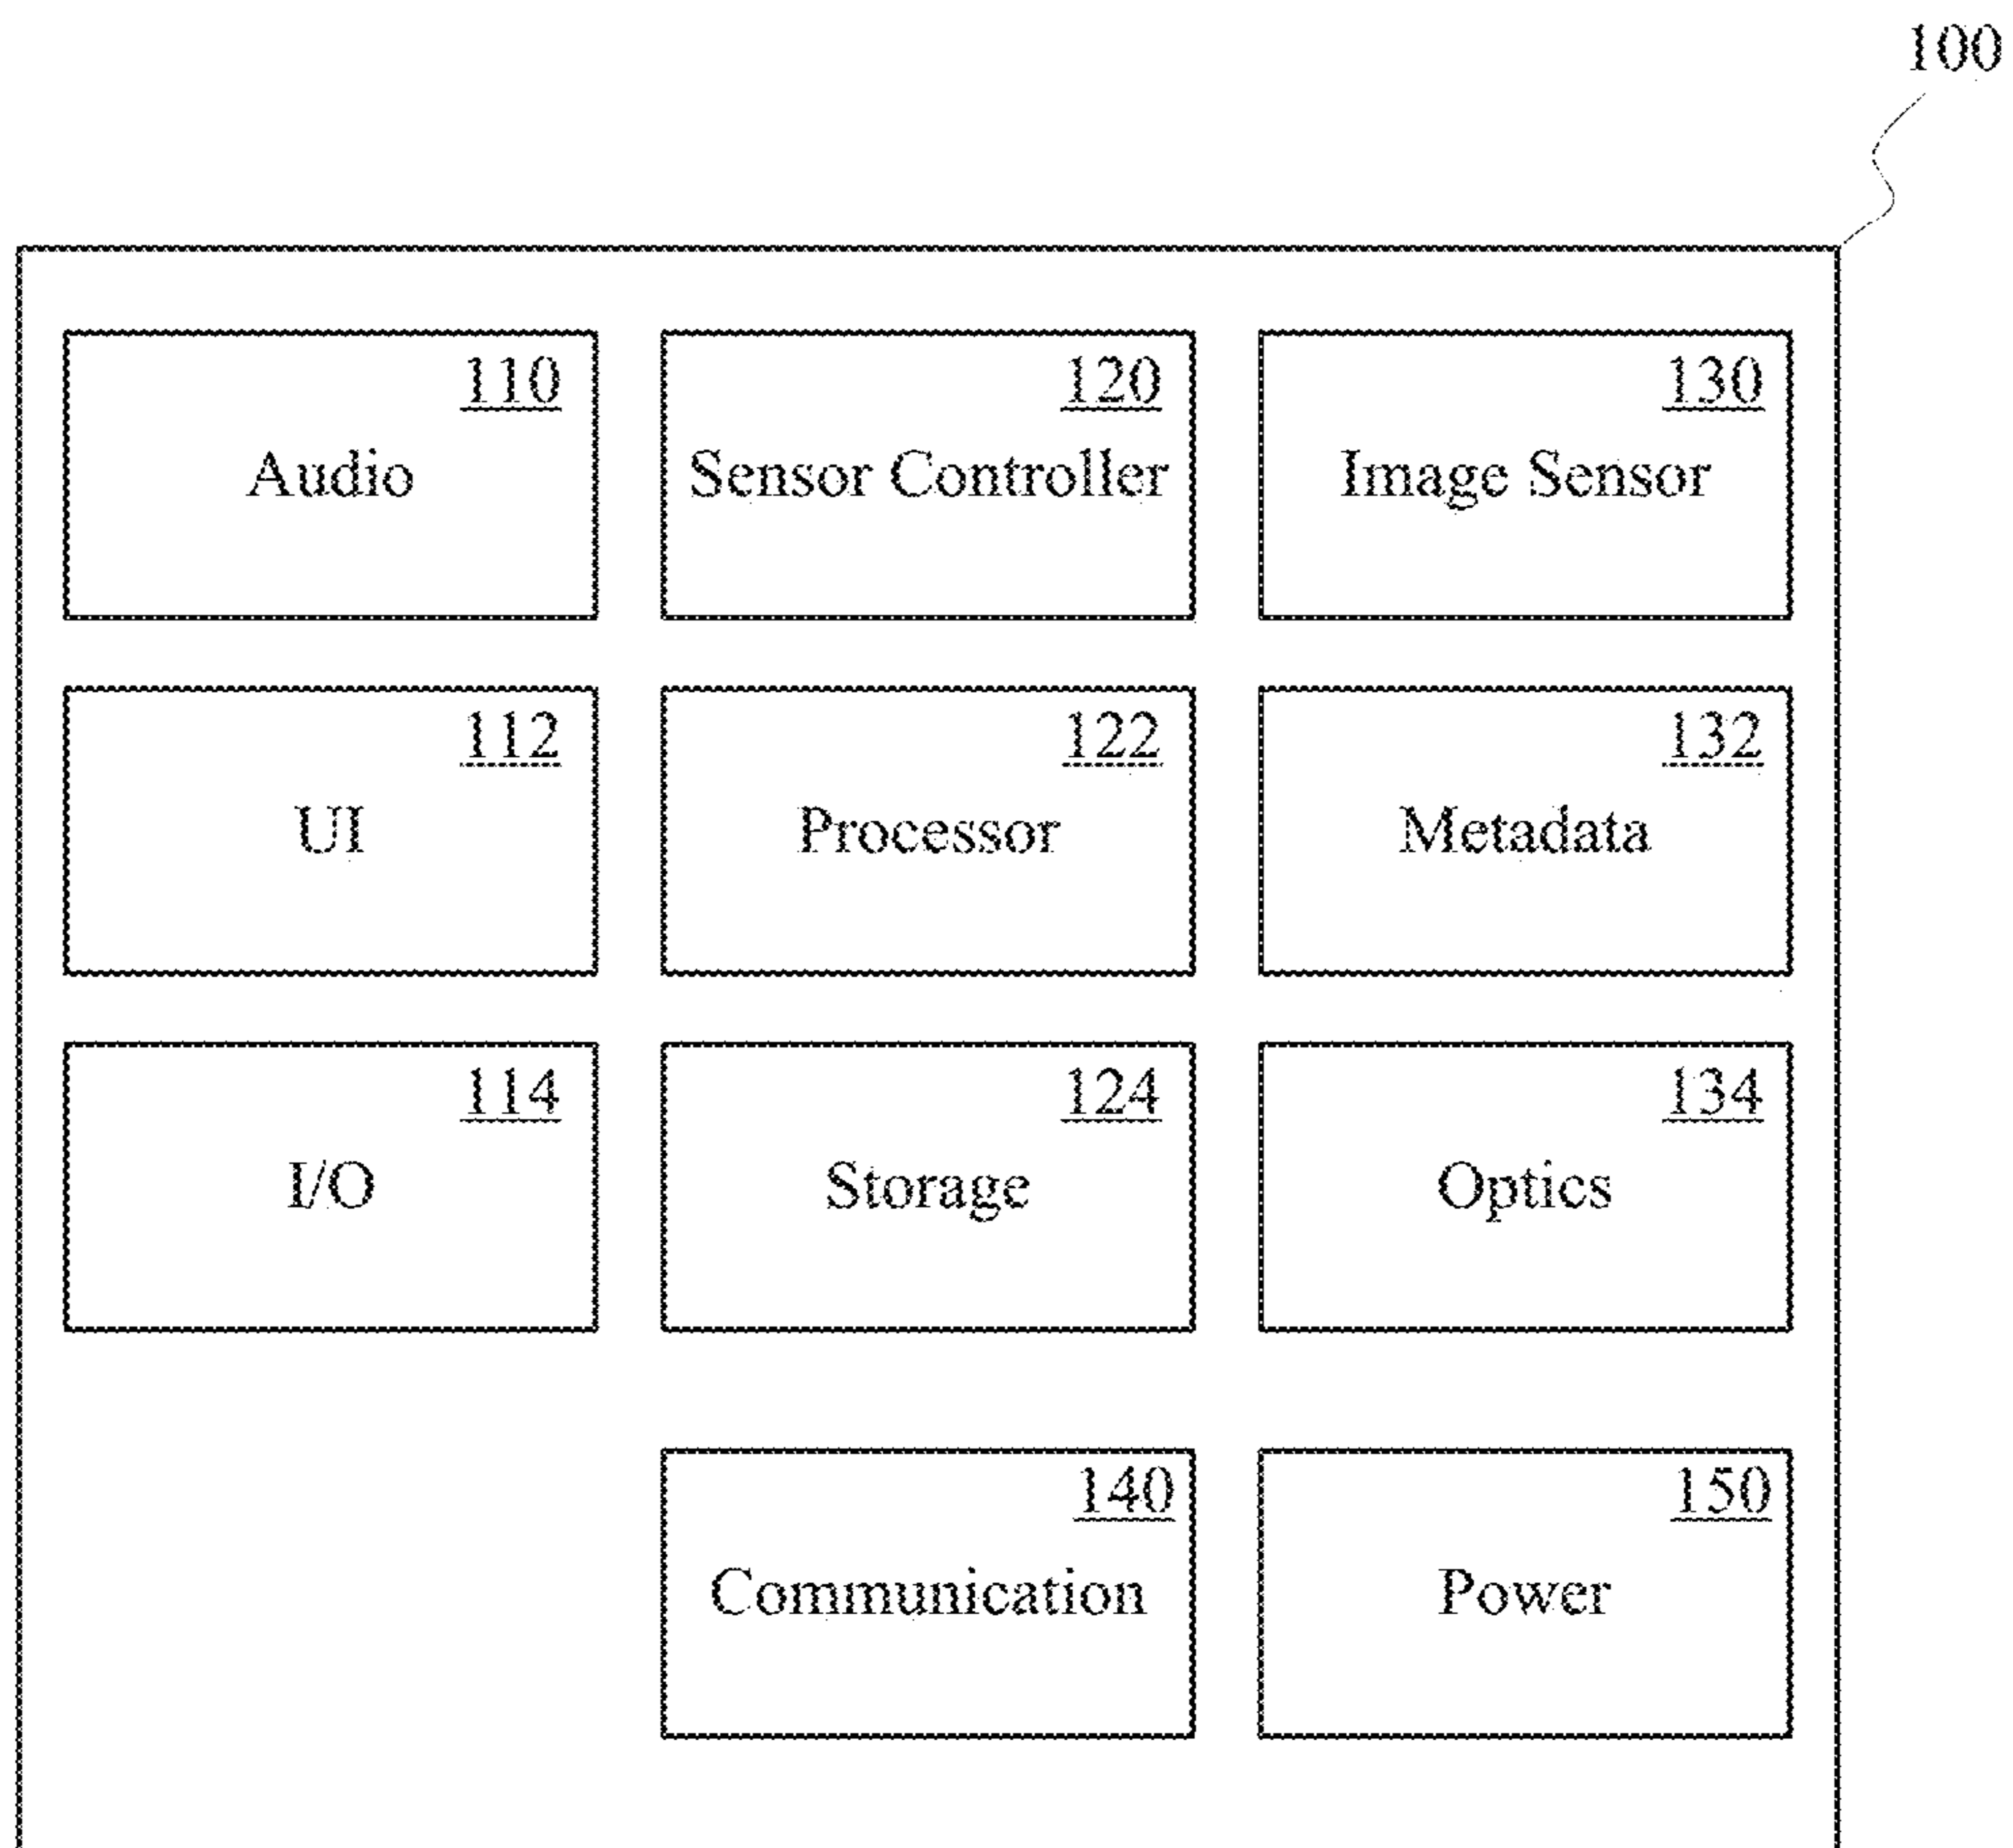 100
110
Audio
120
Sensor Controller
130
Image Sensor
112
UI
122
Processor
132
Metadata
114
I/O
124
Storage
134
Optics
140
Communication
150
Power